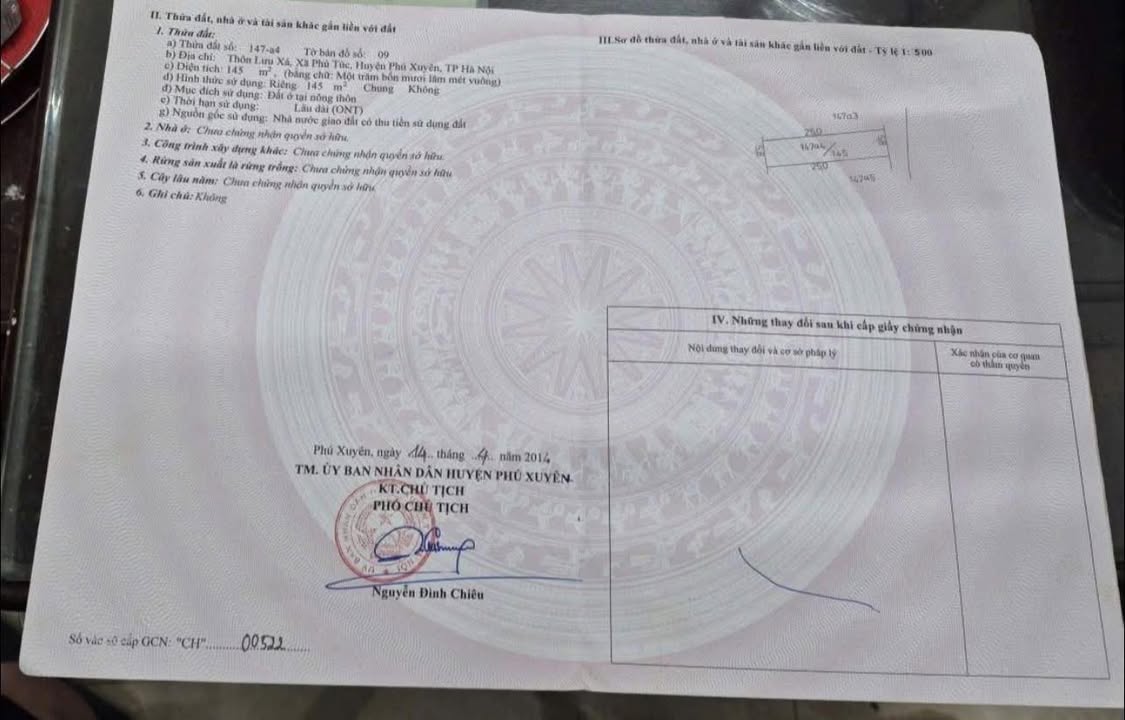 II. Thửa đất, nhà ở và tài sản khác gắn liền với đất
1. Thửa đất:
a) Thửa đất số: 147-a4 Tờ bản đồ số: 09
b) Địa chỉ: Thôn Lưu Xá, Xã Phú Túc, Huyện Phú Xuyên, TP Hà Nội
c) Diện tích: 145 m², (bằng chữ: Một trăm bốn mươi lăm mét vuông)
d) Hình thức sử dụng: Riêng 145 m² Chung Không
đ) Mục đích sử dụng: Đất ở tại nông thôn
e) Thời hạn sử dụng: Lâu dài (ONT)
g) Nguồn gốc sử dụng: Nhà nước giao đất có thu tiền sử dụng đất
2. Nhà ở: Chưa chứng nhận quyền sở hữu.
3. Công trình xây dựng khác: Chưa chứng nhận quyền sở hữu.
4. Rừng sản xuất là rừng trồng: Chưa chứng nhận quyền sở hữu
5. Cây lâu năm: Chưa chứng nhận quyền sở hữu
6. Ghi chú: Không
Phú Xuyên, ngày 14.. tháng ..4.. năm 2014
TM. ỦY BAN NHÂN DÂN HUYỆN PHÚ XUYÊN
KT.CHỦ TỊCH
PHÓ CHỦ TỊCH
Nguyễn Đình Chiêu
Số vào sổ cấp GCN: "CH"..........00522......
III.Sơ đồ thửa đất, nhà ở và tài sản khác gắn liền với đất - Tỷ lệ 1: 500
147a3
250
147a4/145
250
147a5
IV. Những thay đổi sau khi cấp giấy chứng nhận
Nội dung thay đổi và cơ sở pháp lý
Xác nhận của cơ quan
có thẩm quyền